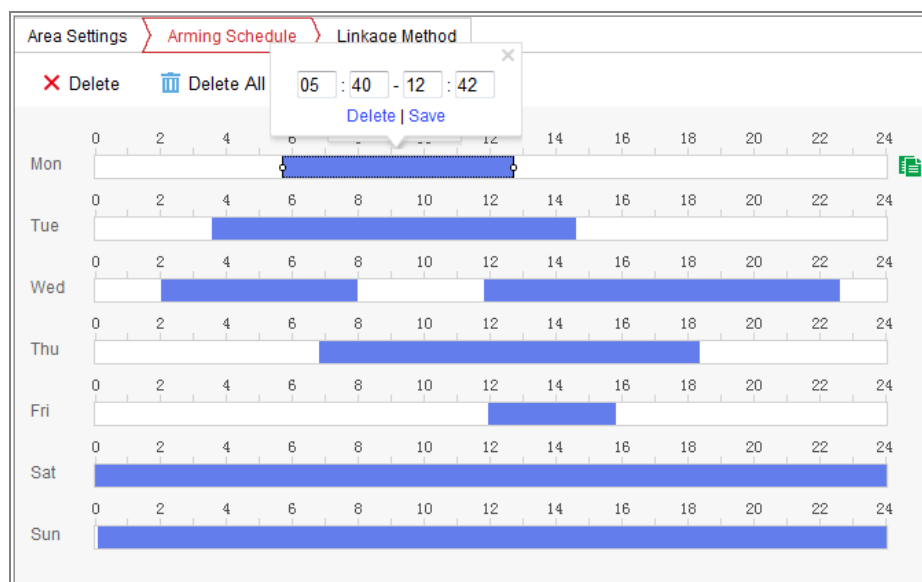 Area Settings Arming Schedule Linkage Method
Delete Delete All
05 : 40 - 12 : 42
Delete | Save
0 2 4 6 12 14 16 18 20 22 24
Mon
0 2 4 6 8 10 12 14 16 18 20 22 24
Tue
0 2 4 6 8 10 12 14 16 18 20 22 24
Wed
0 2 4 6 8 10 12 14 16 18 20 22 24
Thu
0 2 4 6 8 10 12 14 16 18 20 22 24
Fri
0 2 4 6 8 10 12 14 16 18 20 22 24
Sat
0 2 4 6 8 10 12 14 16 18 20 22 24
Sun